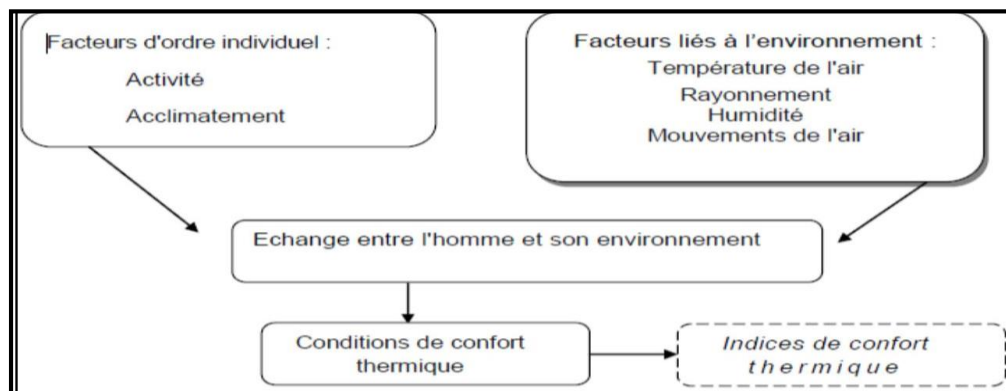 Facteurs d'ordre individuel :
Activité
Acclimatement
Facteurs liés à l'environnement :
Température de l'air
Rayonnement
Humidité
Mouvements de l'air
Echange entre l'homme et son environnement
Conditions de confort
thermique
Indices de confort
thermique